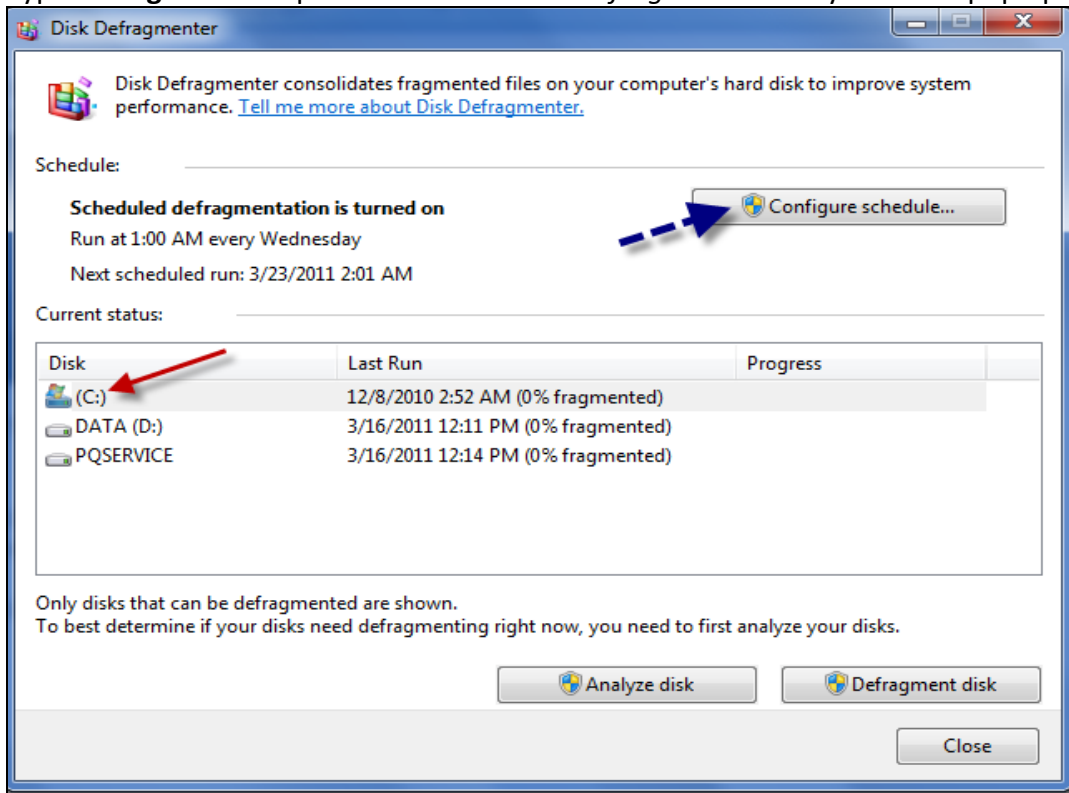 Disk Defragmenter
Disk Defragmenter consolidates fragmented files on your computer's hard disk to improve system
performance. Tell me more about Disk Defragmenter.
Schedule:
Scheduled defragmentation is turned on
Configure schedule...
Run at 1:00 AM every Wednesday
Next scheduled run: 3/23/2011 2:01 AM
Current status:
Disk Last Run Progress
(C:) 12/8/2010 2:52 AM (0% fragmented)
DATA (D:) 3/16/2011 12:11 PM (0% fragmented)
PQSERVICE 3/16/2011 12:14 PM (0% fragmented)
Only disks that can be defragmented are shown.
To best determine if your disks need defragmenting right now, you need to first analyze your disks.
Analyze disk Defragment disk
Close